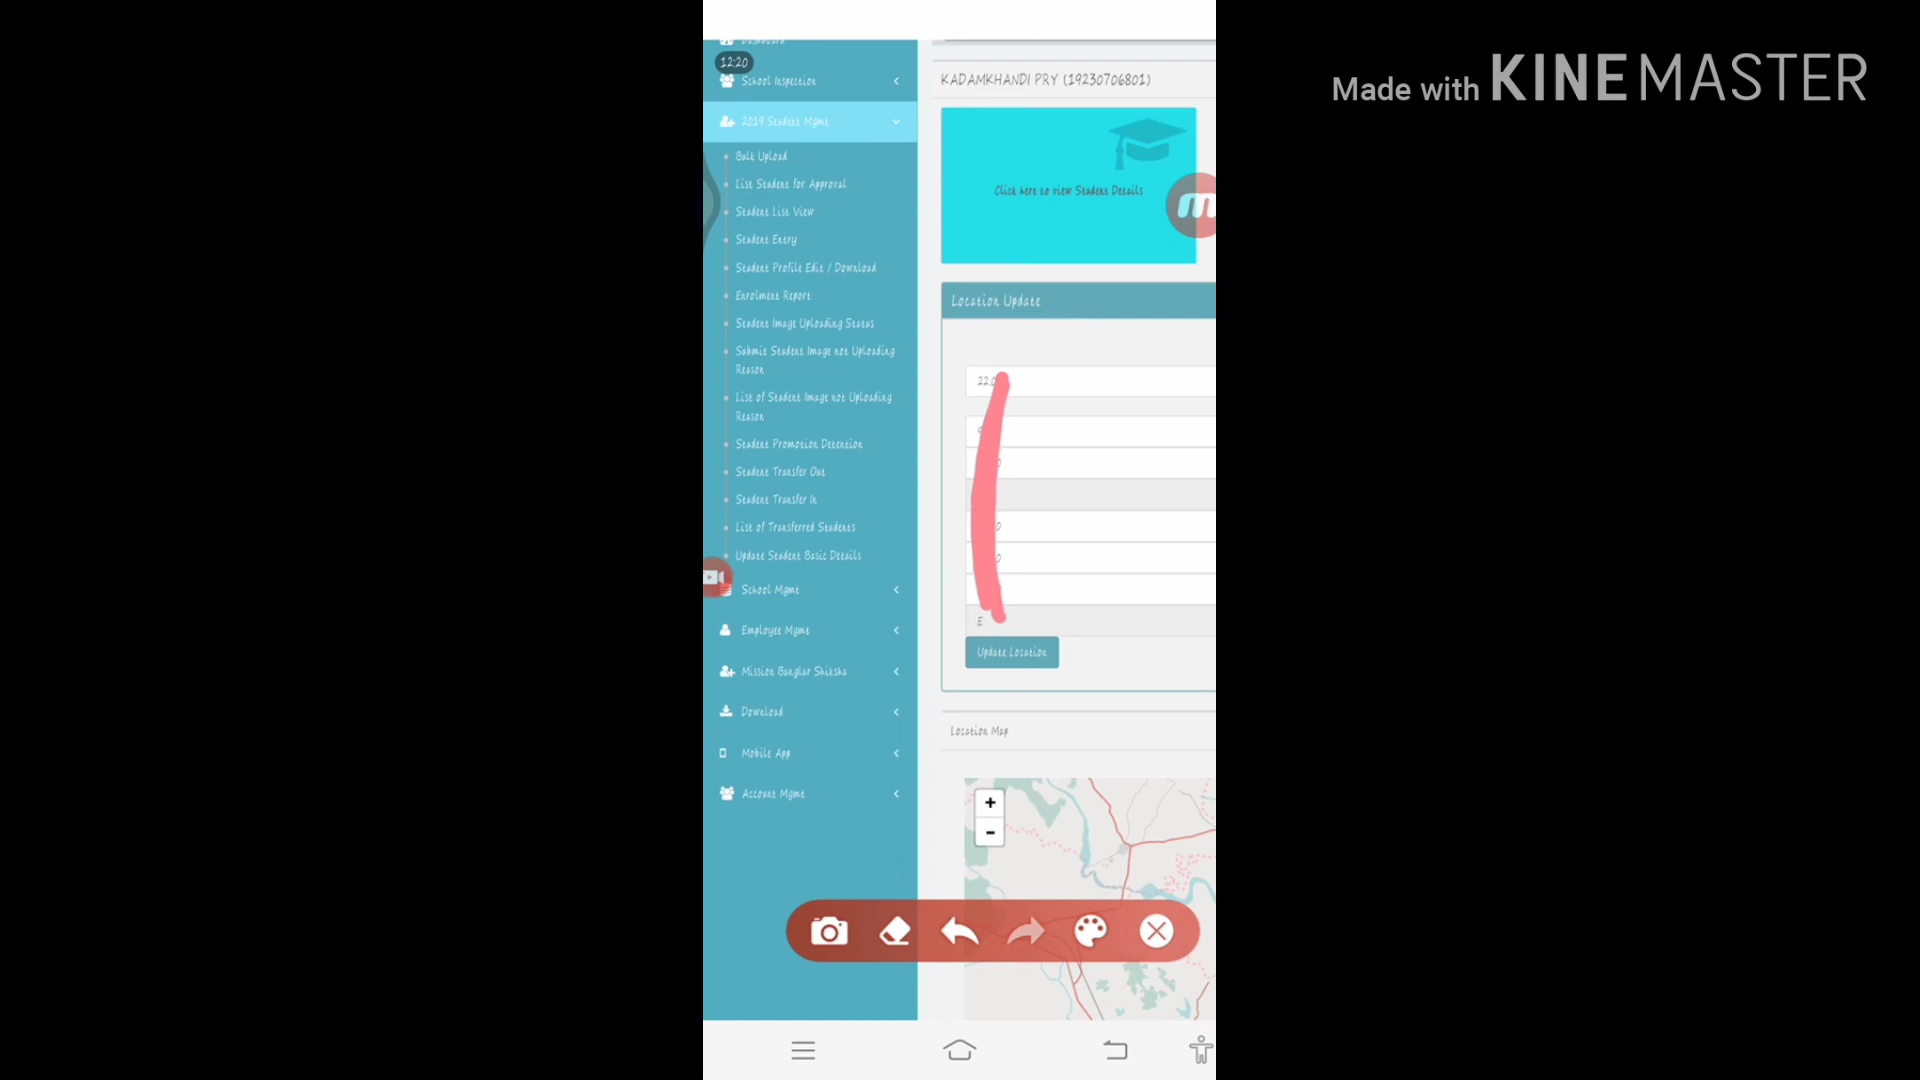 Made with KINEMASTER
Dashboard
12:20
School Inspection
2019 Student Mgmt
Bulk Upload
List Student for Approval
Student List View
Student Entry
Student Profile Edit / Download
Enrolment Report
Student Image Uploading Status
Submit Student Image not Uploading
Reason
List of Student Image not Uploading
Reason
Student Promotion Detention
Student Transfer Out
Student Transfer In
List of Transferred Students
Update Student Basic Details
School Mgmt
Employee Mgmt
Mission Banglar Shiksha
Download
Mobile App
Account Mgmt
KADAMKHANDI PRY (19230706801)
Click here to view Student Details
m
Location Update
E
Update Location
Location Map
+
-